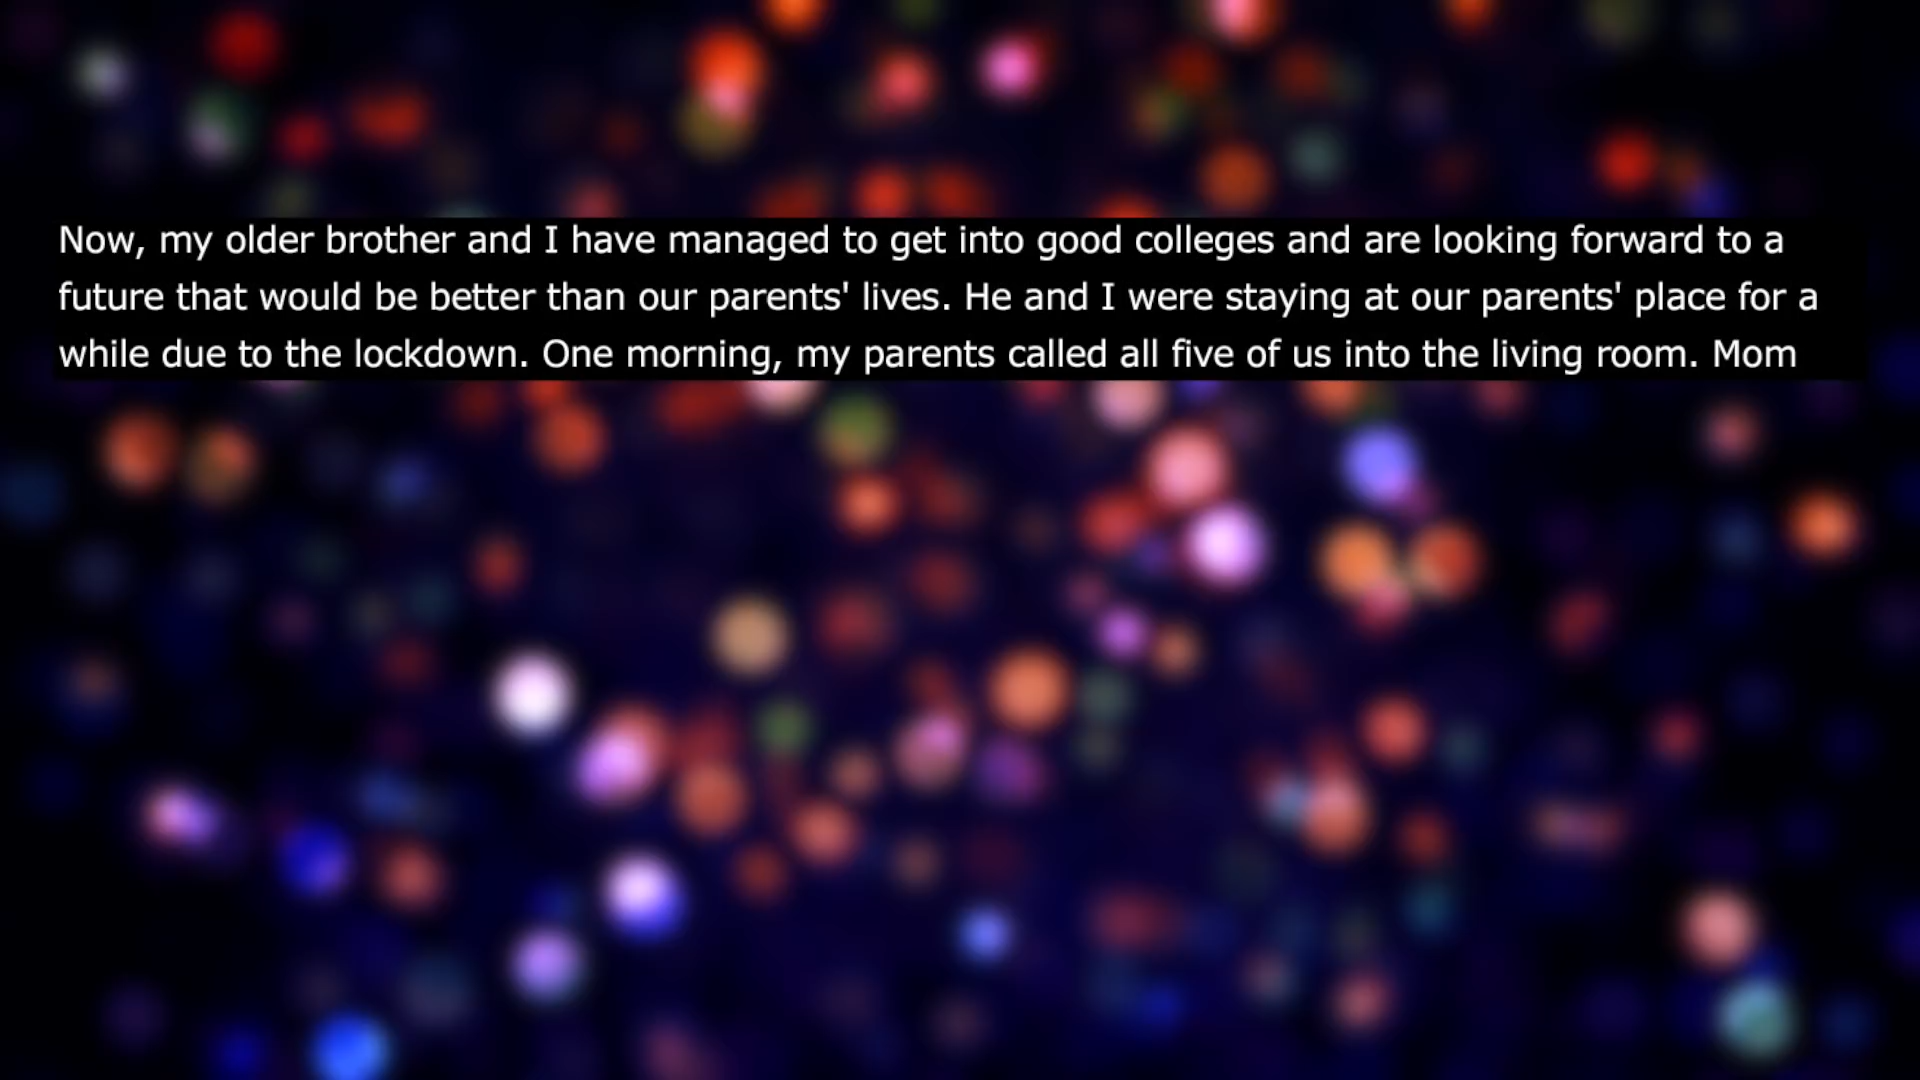 Now, my older brother and I have managed to get into good colleges and are looking forward to a
future that would be better than our parents' lives. He and I were staying at our parents' place for a
while due to the lockdown. One morning, my parents called all five of us into the living room. Mom